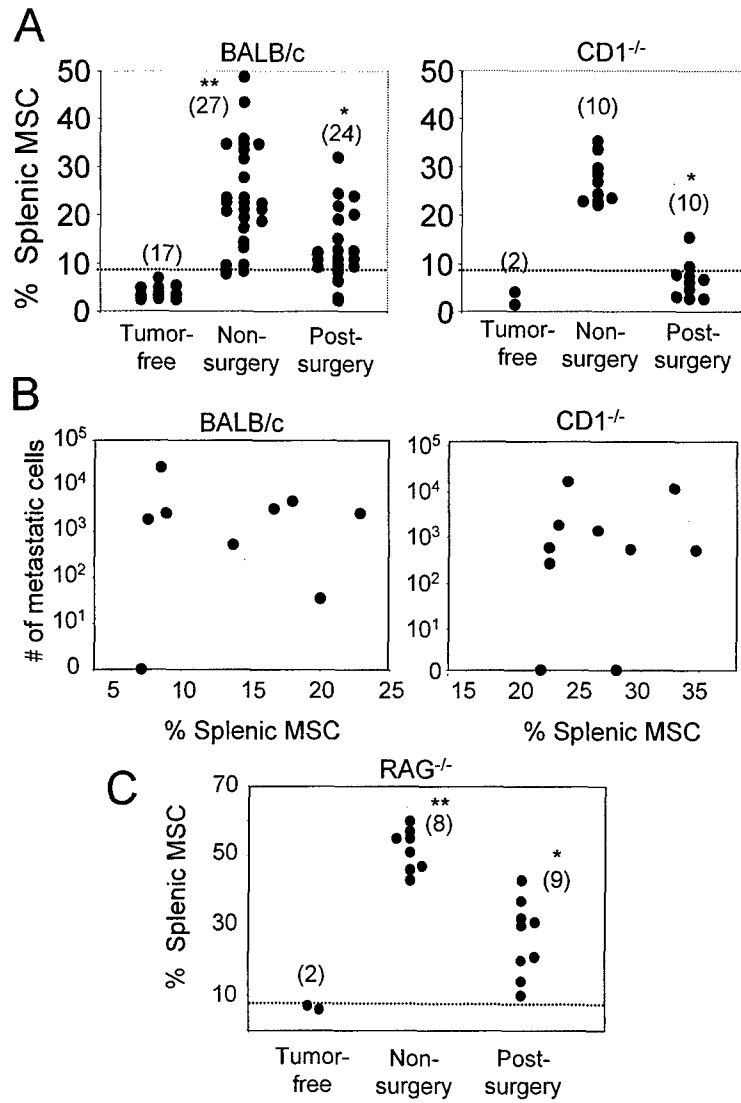 A
BALB/c
CD1-/-
% Splenic MSC
50
40
30
20
10
0
** (27)
* (24)
(17)
Tumor-free
Non-surgery
Post-surgery
50
40
30
20
10
0
(10)
* (10)
(2)
Tumor-free
Non-surgery
Post-surgery
B
BALB/c
CD1-/-
# of metastatic cells
10^5
10^4
10^3
10^2
10^1
0
5 10 15 20 25
% Splenic MSC
10^5
10^4
10^3
10^2
10^1
0
15 20 25 30 35
% Splenic MSC
C
RAG-/-
% Splenic MSC
70
50
30
10
(2)
** (8)
* (9)
Tumor-free
Non-surgery
Post-surgery